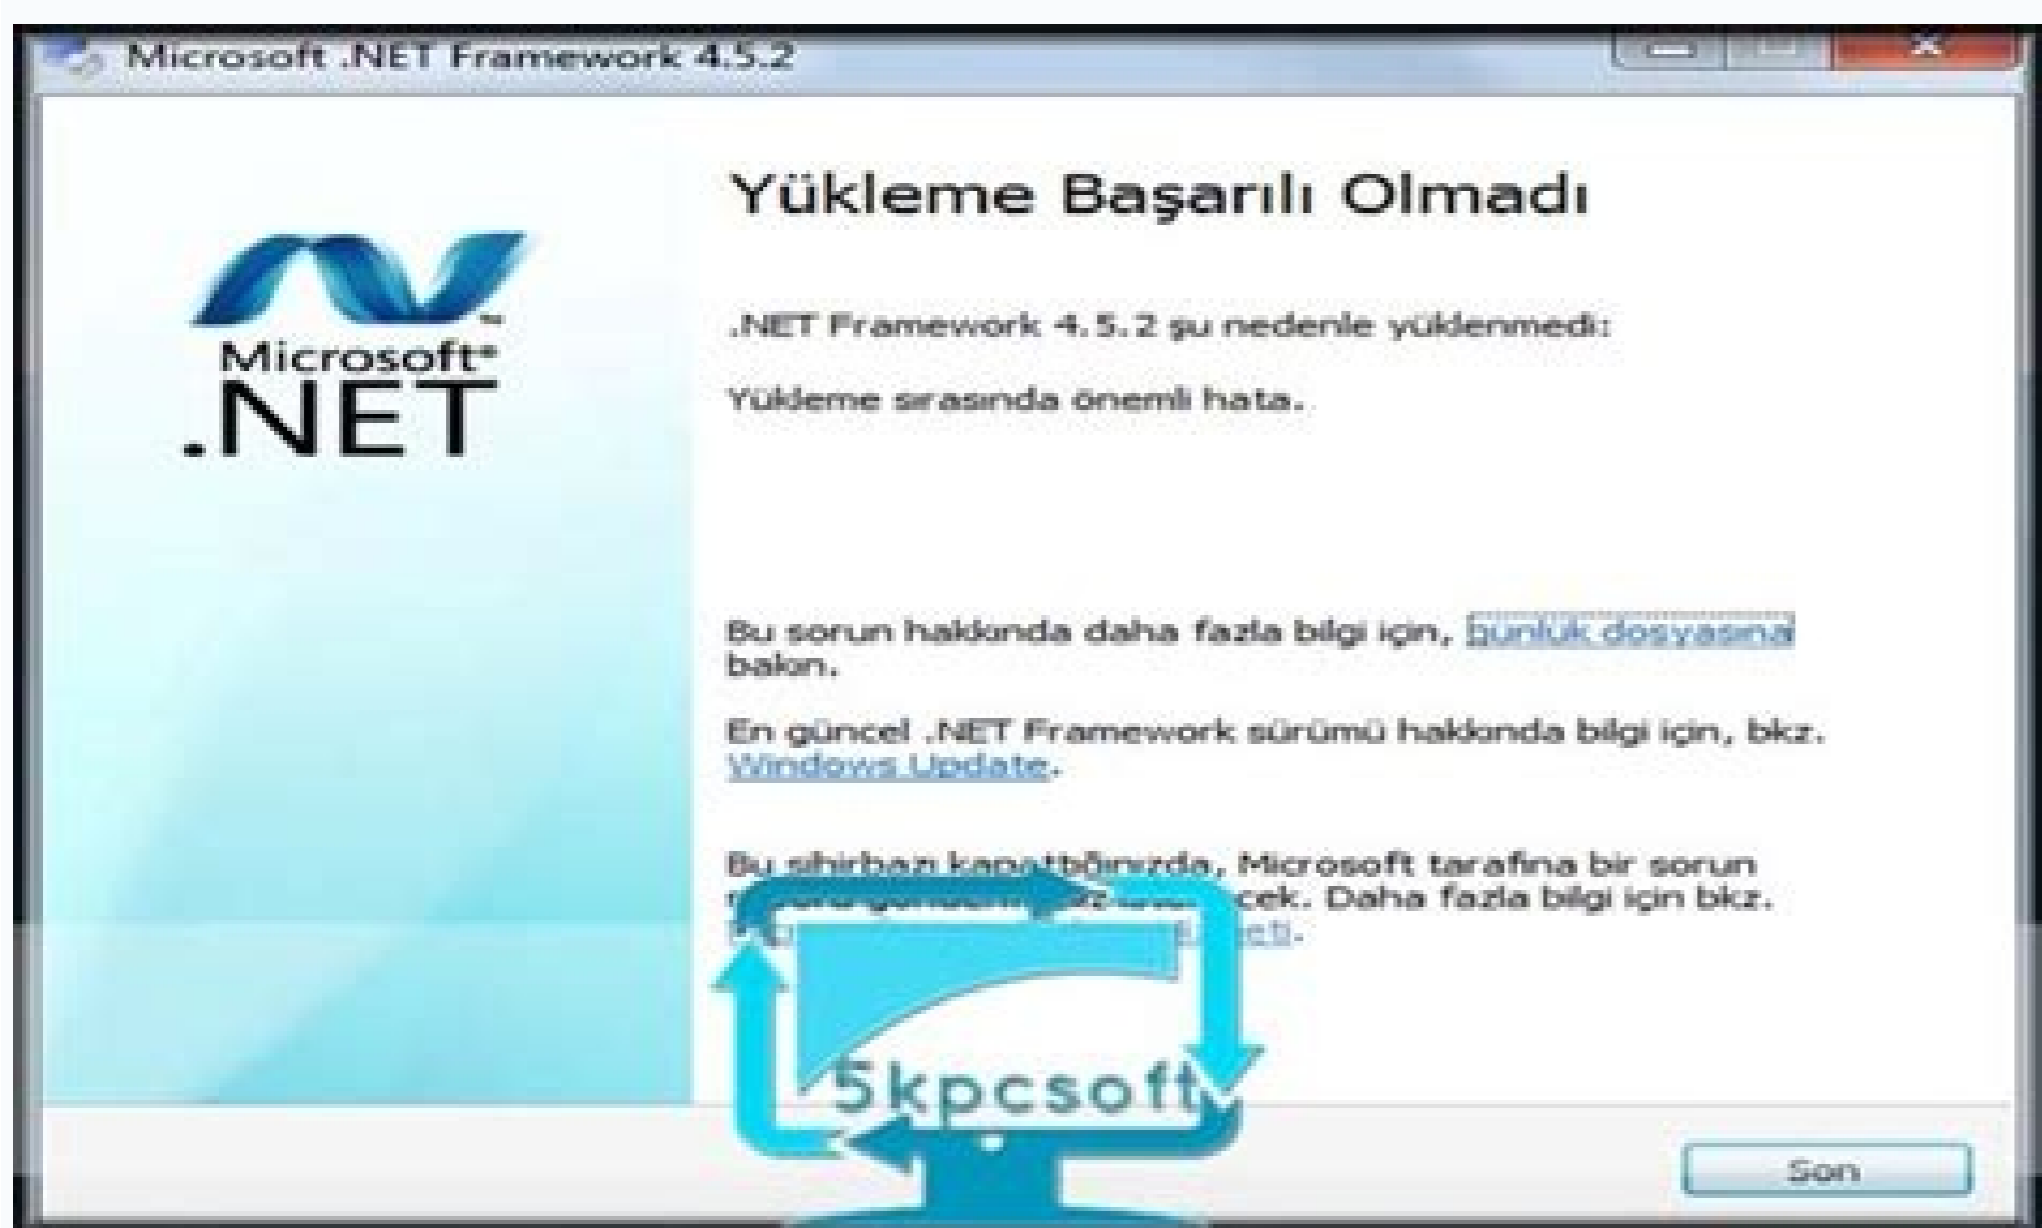 Microsoft .NET Framework 4.5.2
Microsoft®
.NET
Yükleme Başarılı Olmadı
.NET Framework 4.5.2 şu nedenle yüklenmedi:
Yükleme sırasında önemli hata.
Bu sorun hakkında daha fazla bilgi için, günlük dosyasına
bakın.
En güncel .NET Framework sürümü hakkında bilgi için, bkz.
Windows Update.
Bu sihirbazı kapattığınızda, Microsoft tarafına bir sorun
Daha fazla bilgi için bkz.
5kpcsoft
Son